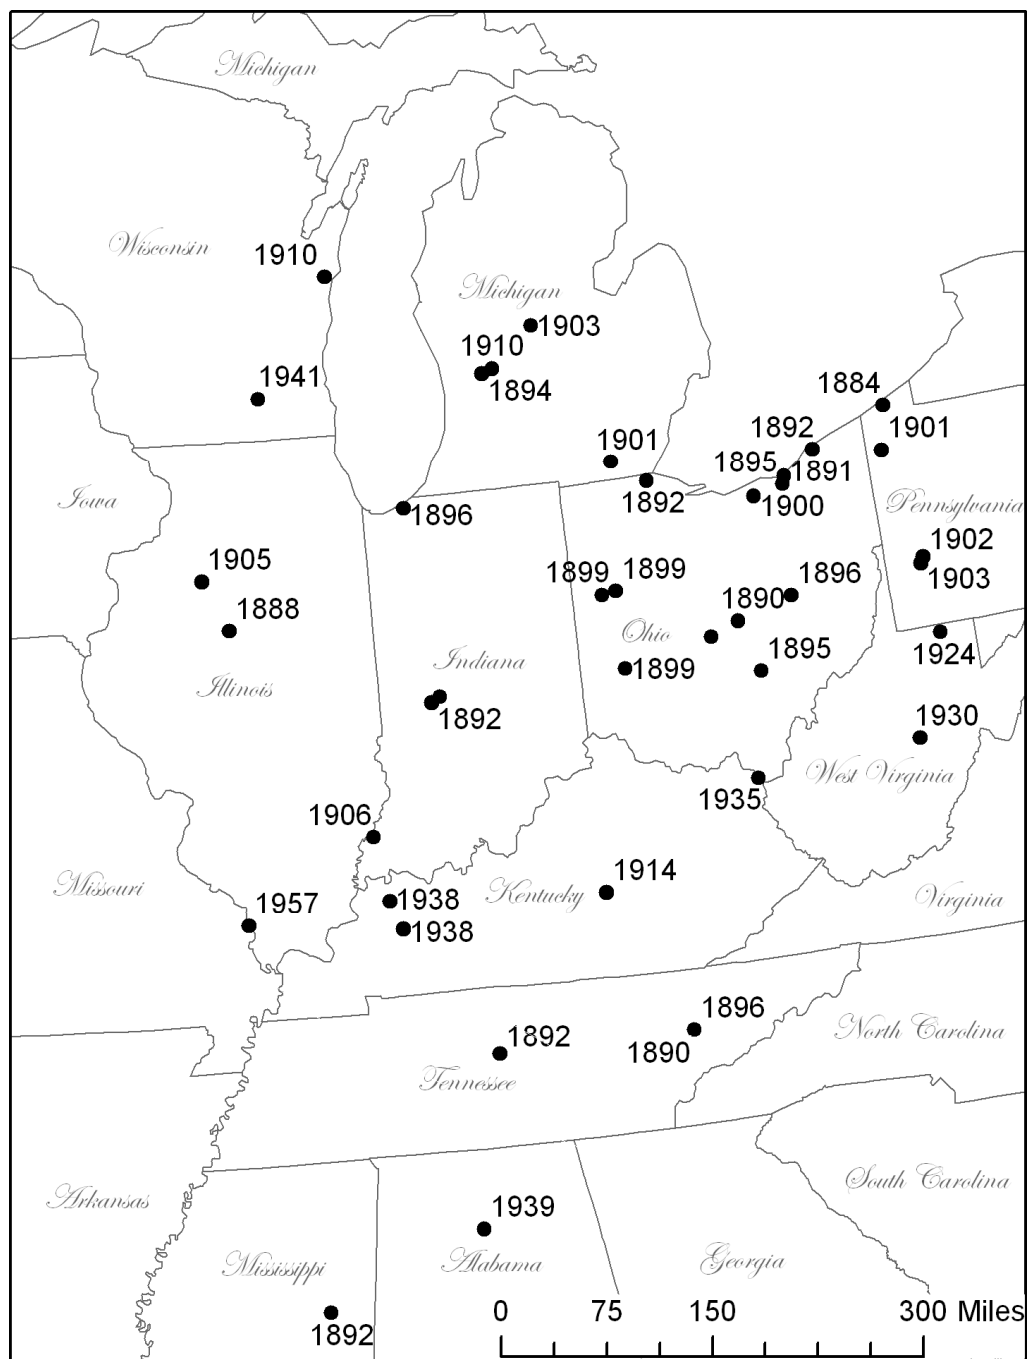 Michigan
Wisconsin
1910
Michigan
1903
1910
1894
1941
1884
1901
1892
1901
1895
1891
1892
1900
Pennsylvania
Iowa
1896
1902
1903
1905
1899
1899
1896
1888
1890
Ohio
1924
1899
1895
Indiana
Illinois
1892
1930
West Virginia
1935
1906
1914
Missouri
1957
1938
Kentucky
Virginia
1938
1896
1892
1890
North Carolina
Tennessee
Arkansas
South Carolina
1939
Mississippi
Alabama
Georgia
0 75 150 300 Miles
1892